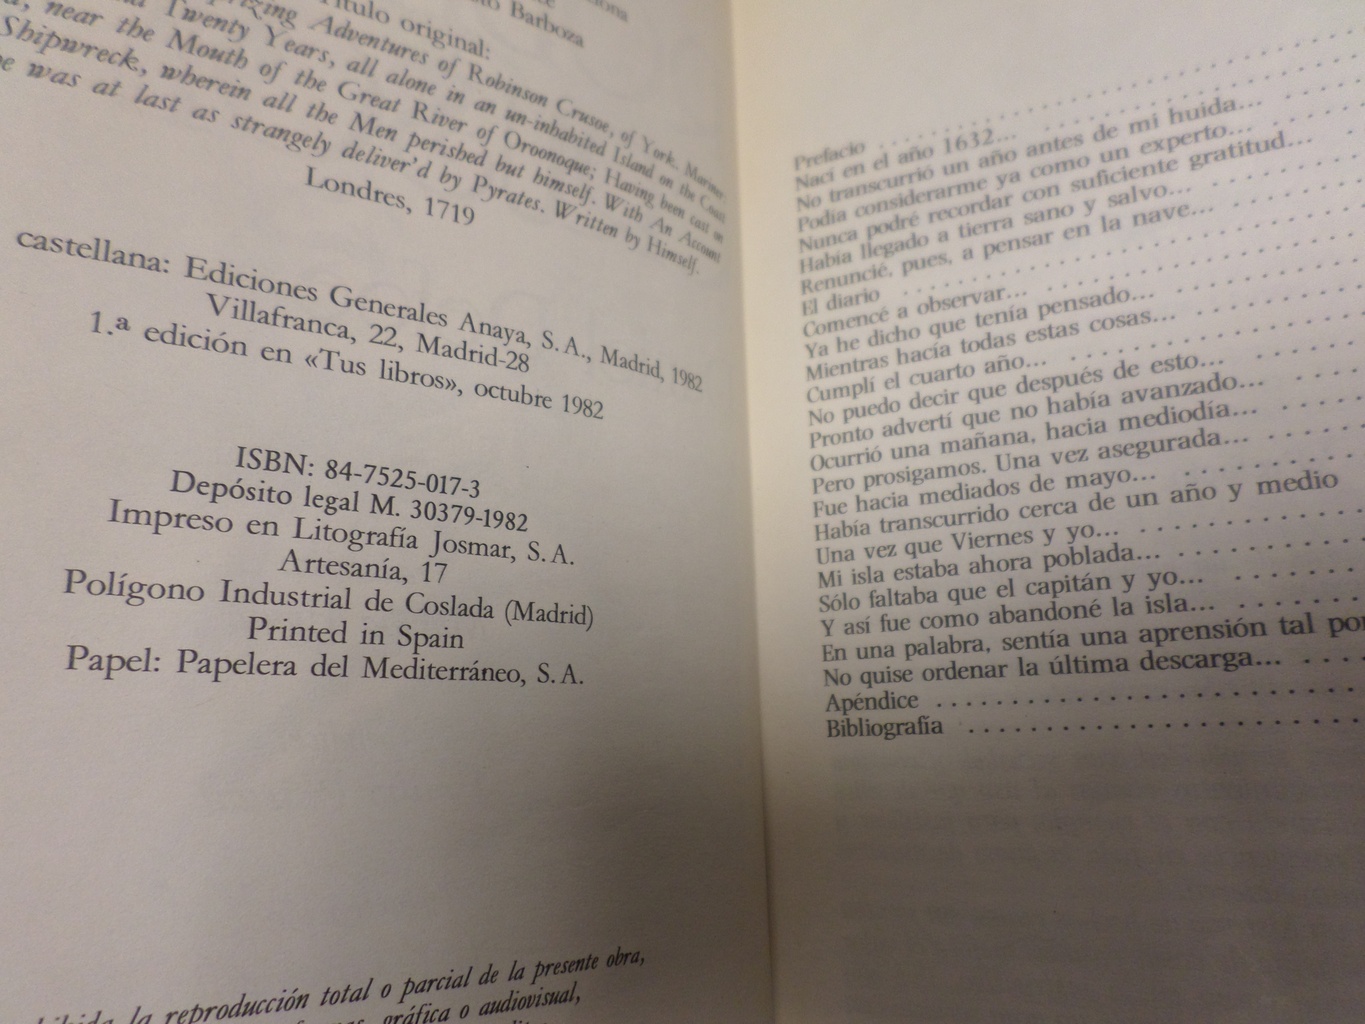 Barboza
Título original:
Adventures of Robinson Crusoe, of York. Mariner:
Twenty Years, all alone in an un-inhabited Island on the Coast
near the Mouth of the Great River of Oroonoque; Having been cast on
Shipwreck, wherein all the Men perished but himself. With An Account
was at last as strangely deliver'd by Pyrates. Written by Himself.
Londres, 1719
castellana: Ediciones Generales Anaya, S. A., Madrid, 1982
Villafranca, 22, Madrid-28
1.ª edición en «Tus libros», octubre 1982
ISBN: 84-7525-017-3
Depósito legal M. 30379-1982
Impreso en Litografía Josmar, S. A.
Artesanía, 17
Polígono Industrial de Coslada (Madrid)
Printed in Spain
Papel: Papelera del Mediterráneo, S. A.
la reproducción total o parcial de la presente obra,
gráfica o audiovisual,
Prefacio
Nací en el año 1632...
No transcurrió un año antes de mi huida...
Podía considerarme ya como un experto...
Nunca podré recordar con suficiente gratitud...
Había llegado a tierra sano y salvo...
Renuncié, pues, a pensar en la nave...
El diario
Comencé a observar...
Ya he dicho que tenía pensado...
Mientras hacía todas estas cosas...
Cumplí el cuarto año...
No puedo decir que después de esto...
Pronto advertí que no había avanzado...
Ocurrió una mañana, hacia mediodía...
Pero prosigamos. Una vez asegurada...
Fue hacia mediados de mayo...
Había transcurrido cerca de un año y medio
Una vez que Viernes y yo...
Mi isla estaba ahora poblada...
Sólo faltaba que el capitán y yo...
Y así fue como abandoné la isla...
En una palabra, sentía una aprensión tal por
No quise ordenar la última descarga...
Apéndice
Bibliografía